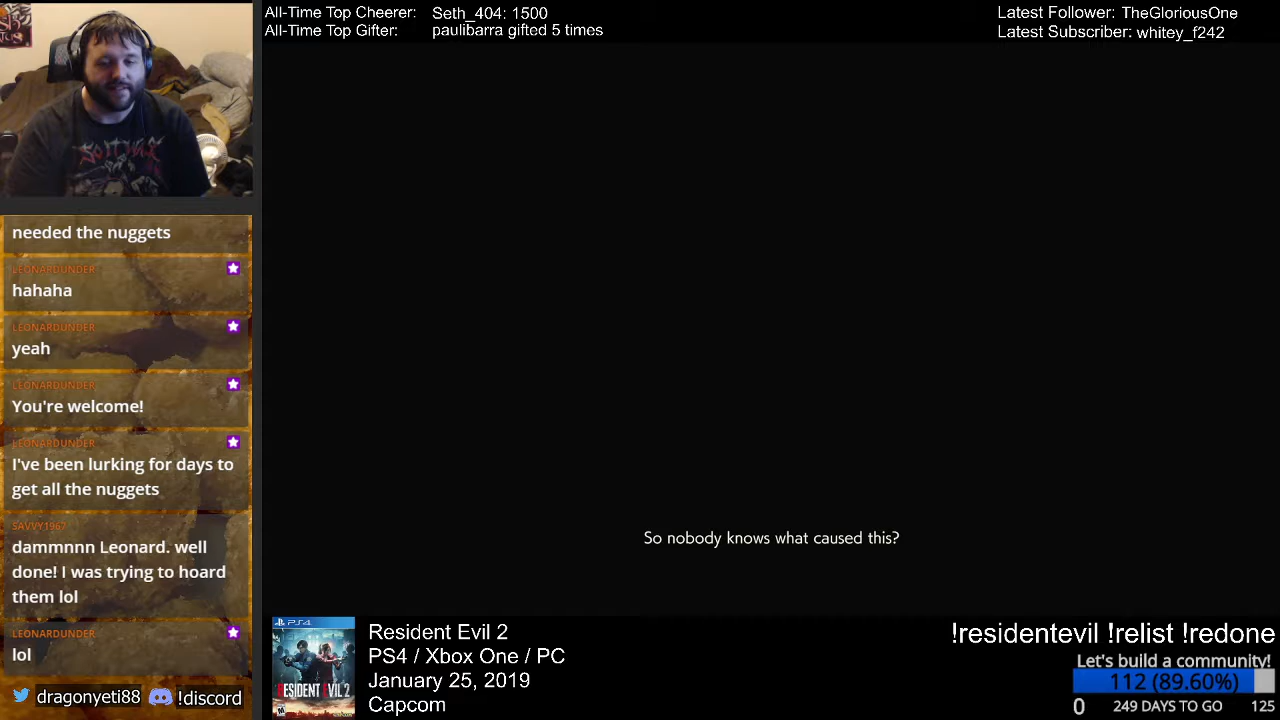 All-Time Top Cheerer: Seth_404: 1500
All-Time Top Gifter: paulibarra gifted 5 times
Latest Follower: TheGloriousOne
Latest Subscriber: whitey_f242
needed the nuggets
LEONARDUNDER
hahaha
LEONARDUNDER
yeah
LEONARDUNDER
You're welcome!
LEONARDUNDER
I've been lurking for days to
get all the nuggets
SAVVY1967
dammnnn Leonard. well
done! I was trying to hoard
them lol
LEONARDUNDER
lol
dragonyeti88 !discord
So nobody knows what caused this?
PS4
RESIDENT EVIL 2
Resident Evil 2
PS4 / Xbox One / PC
January 25, 2019
Capcom
!residentevil !relist !redone
Let's build a community!
112 (89.60%)
0 249 DAYS TO GO 125